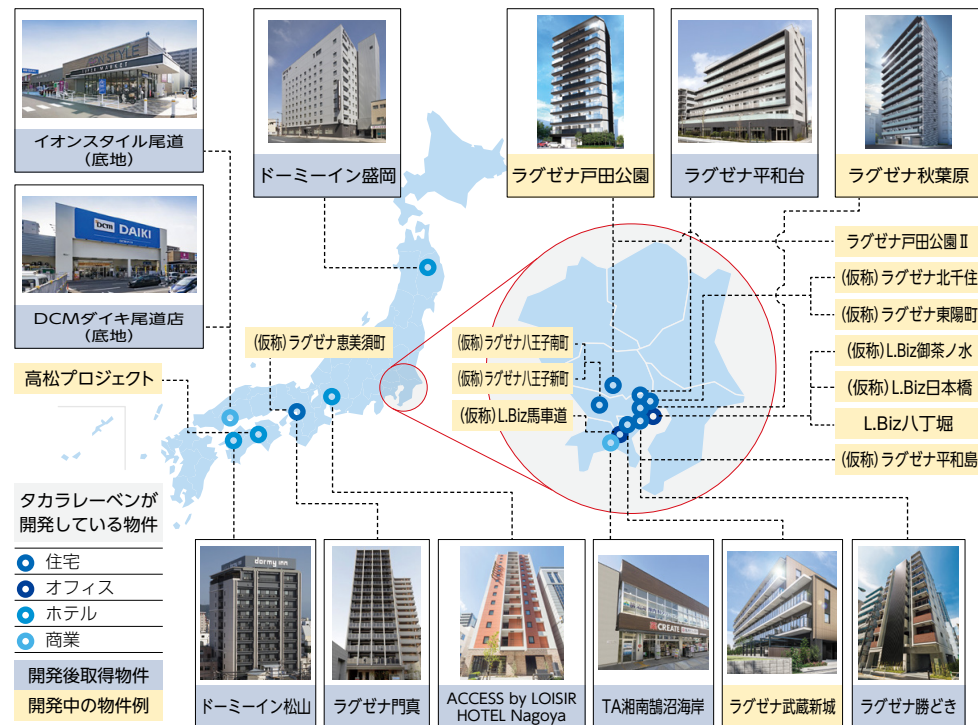 AEON STYLE
イオンスタイル尾道
(底地)
ドーミーイン盛岡
ラグゼナ戸田公園
ラグゼナ平和台
ラグゼナ秋葉原
DCM DAIKI
DCMダイキ尾道店
(底地)
高松プロジェクト
(仮称)ラグゼナ恵美須町
(仮称)ラグゼナ八王子南町
(仮称)ラグゼナ八王子新町
(仮称)L.Biz馬車道
ラグゼナ戸田公園Ⅱ
(仮称)ラグゼナ北千住
(仮称)ラグゼナ東陽町
(仮称)L.Biz御茶ノ水
(仮称)L.Biz日本橋
L.Biz八丁堀
(仮称)ラグゼナ平和島
タカラレーベンが
開発している物件
住宅
オフィス
ホテル
商業
開発後取得物件
開発中の物件例
dormy inn
ドーミーイン松山
ラグゼナ門真
ACCESS by LOISIR
HOTEL Nagoya
CREATE
TA湘南鵠沼海岸
ラグゼナ武蔵新城
ラグゼナ勝どき